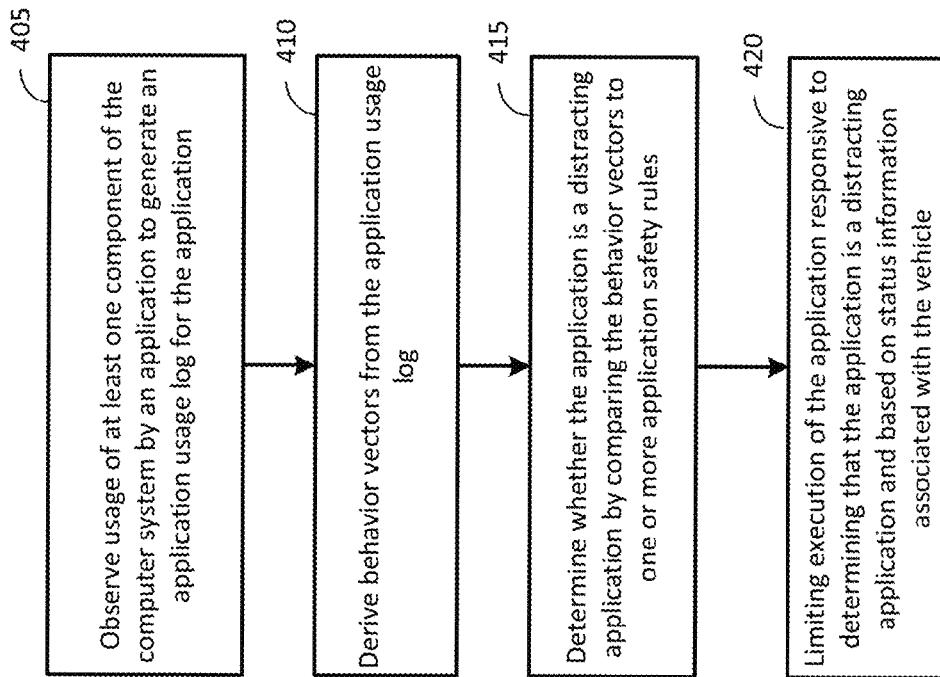 405
Observe usage of at least one component of the
computer system by an application to generate an
application usage log for the application
410
Derive behavior vectors from the application usage
log
415
Determine whether the application is a distracting
application by comparing the behavior vectors to
one or more application safety rules
420
Limiting execution of the application responsive to
determining that the application is a distracting
application and based on status information
associated with the vehicle